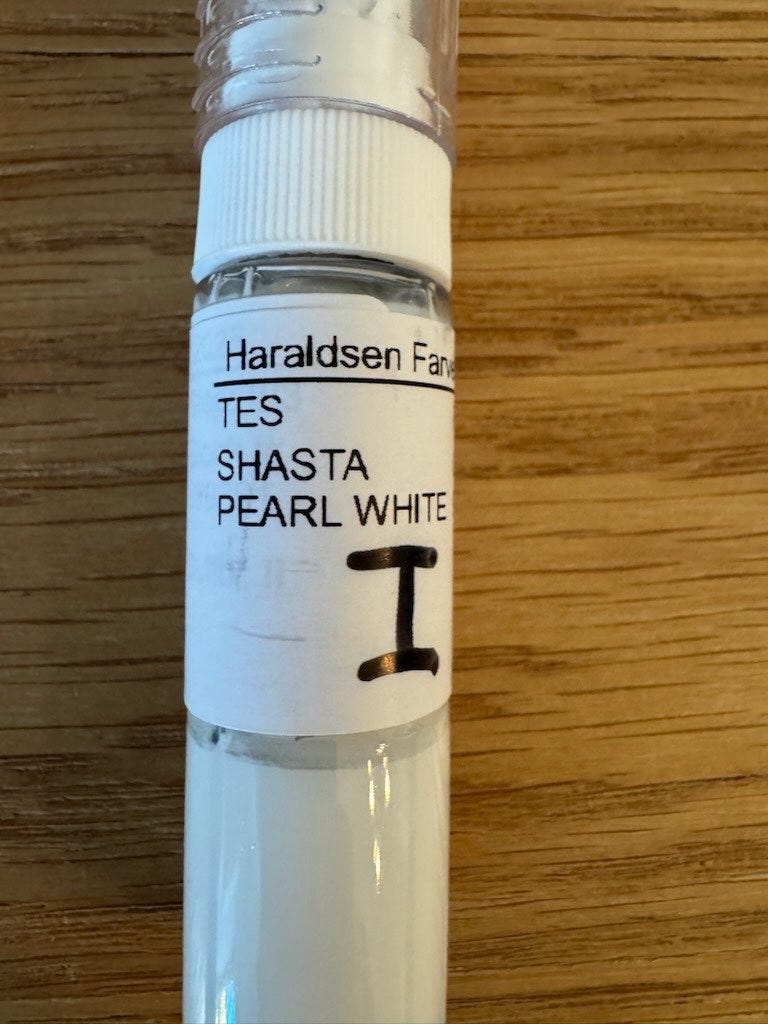 Haraldsen Farve
TES
SHASTA
PEARL WHITE
I